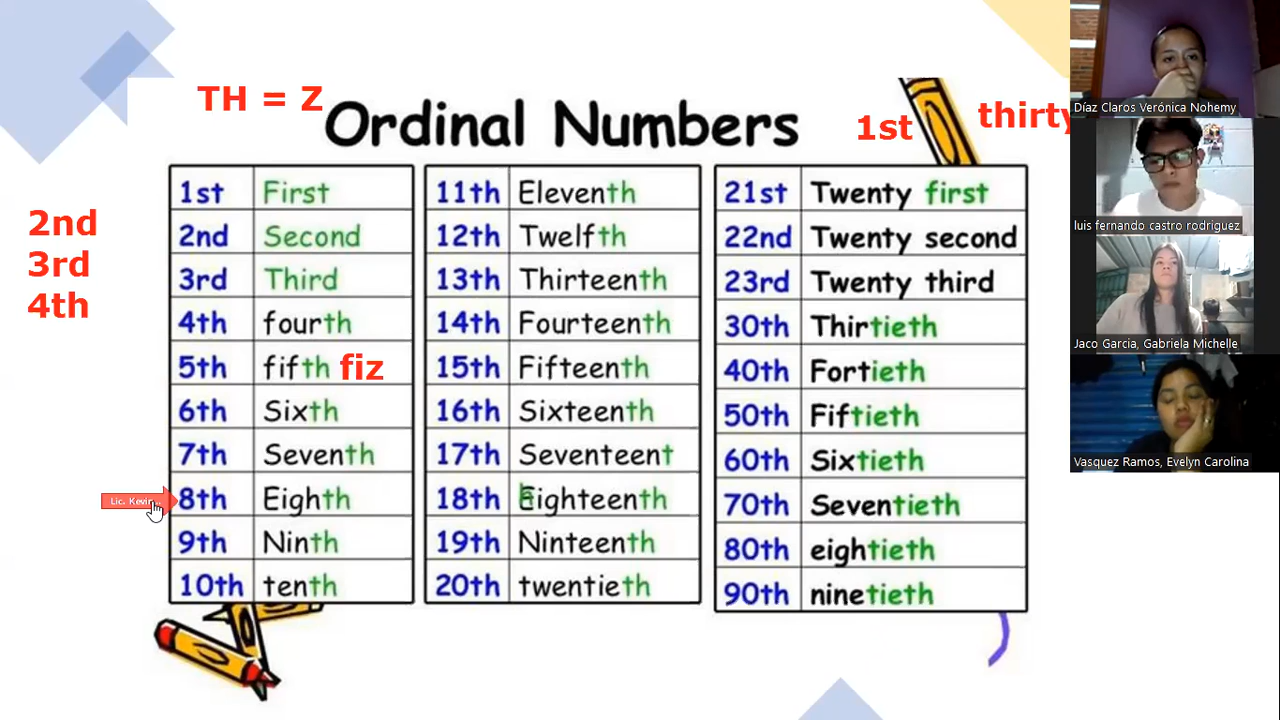 TH = Z
Ordinal Numbers
1st
thirty
2nd
3rd
4th
1st First
2nd Second
3rd Third
4th fourth
5th fifth fiz
6th Sixth
7th Seventh
8th Eighth
9th Ninth
10th tenth
11th Eleventh
12th Twelfth
13th Thirteenth
14th Fourteenth
15th Fifteenth
16th Sixteenth
17th Seventeent
h
18th Eighteenth
19th Ninteenth
20th twentieth
21st Twenty first
22nd Twenty second
23rd Twenty third
30th Thirtieth
40th Fortieth
50th Fiftieth
60th Sixtieth
70th Seventieth
80th eightieth
90th ninetieth
Lic. Kevin...
Díaz Claros Verónica Nohemy
luis fernando castro rodriguez
Jaco Garcia, Gabriela Michelle
Vasquez Ramos, Evelyn Carolina